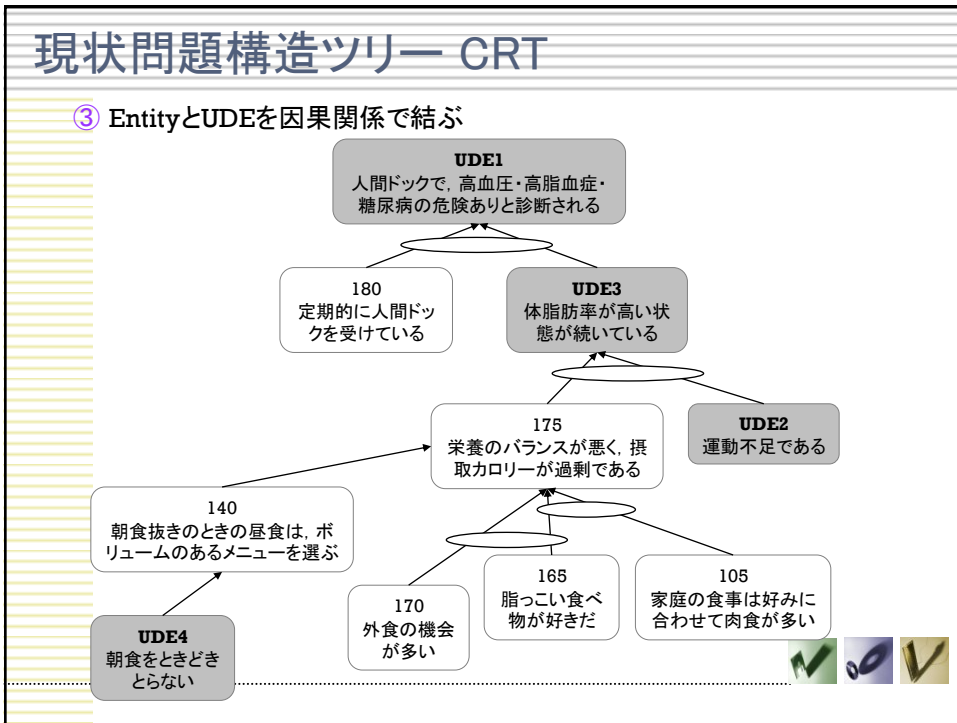 現状問題構造ツリー CRT
③ EntityとUDEを因果関係で結ぶ
UDE1
人間ドックで, 高血圧・高脂血症・
糖尿病の危険ありと診断される
180
定期的に人間ドッ
クを受けている
UDE3
体脂肪率が高い状
態が続いている
175
栄養のバランスが悪く, 摂
取カロリーが過剰である
UDE2
運動不足である
140
朝食抜きのときの昼食は, ボ
リュームのあるメニューを選ぶ
170
外食の機会
が多い
165
脂っこい食べ
物が好きだ
105
家庭の食事は好みに
合わせて肉食が多い
UDE4
朝食をときどき
とらない